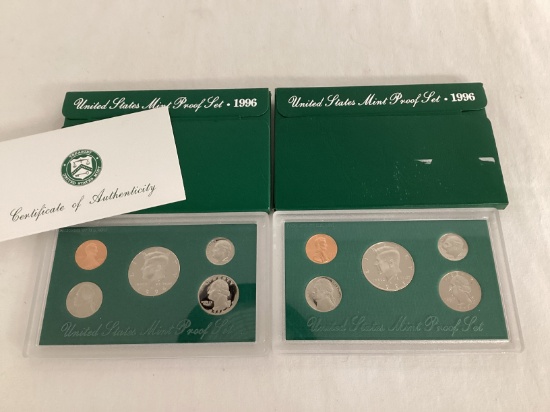 United States Mint Proof Set • 1996
United States Mint Proof Set • 1996
Certificate of Authenticity
United States Mint Proof Set
United States Mint Proof Set